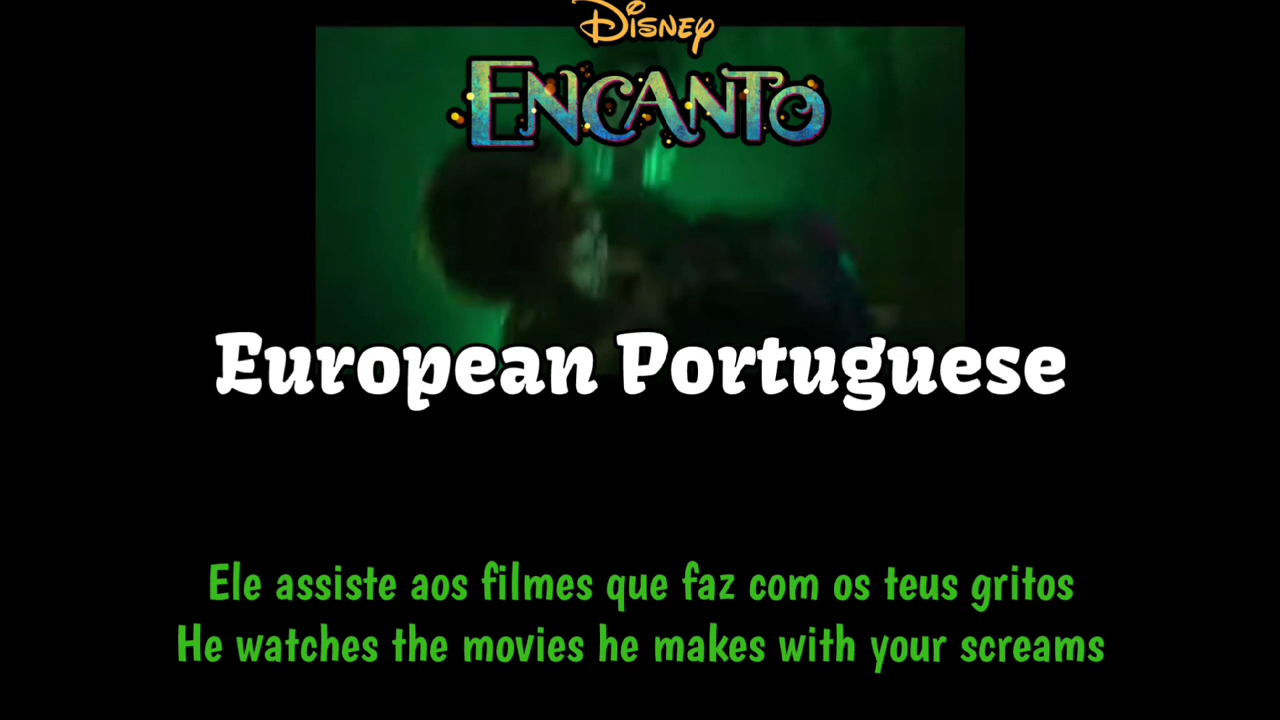 Disney
ENCANTO
European Portuguese
Ele assiste aos filmes que faz com os teus gritos
He watches the movies he makes with your screams